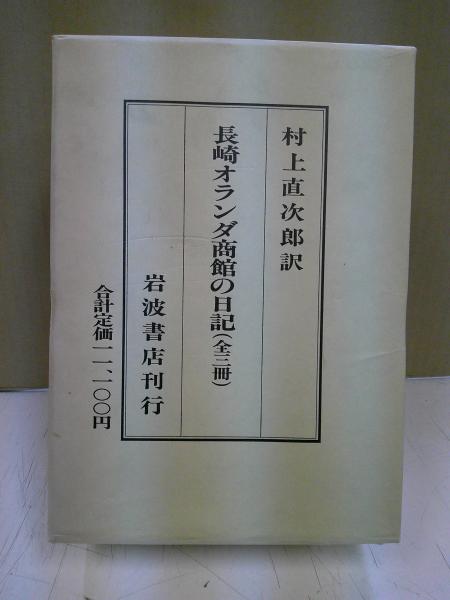 村上直次郎訳
長崎オランダ商館の日記(全三冊)
岩波書店刊行
合計定価一一、一〇〇円